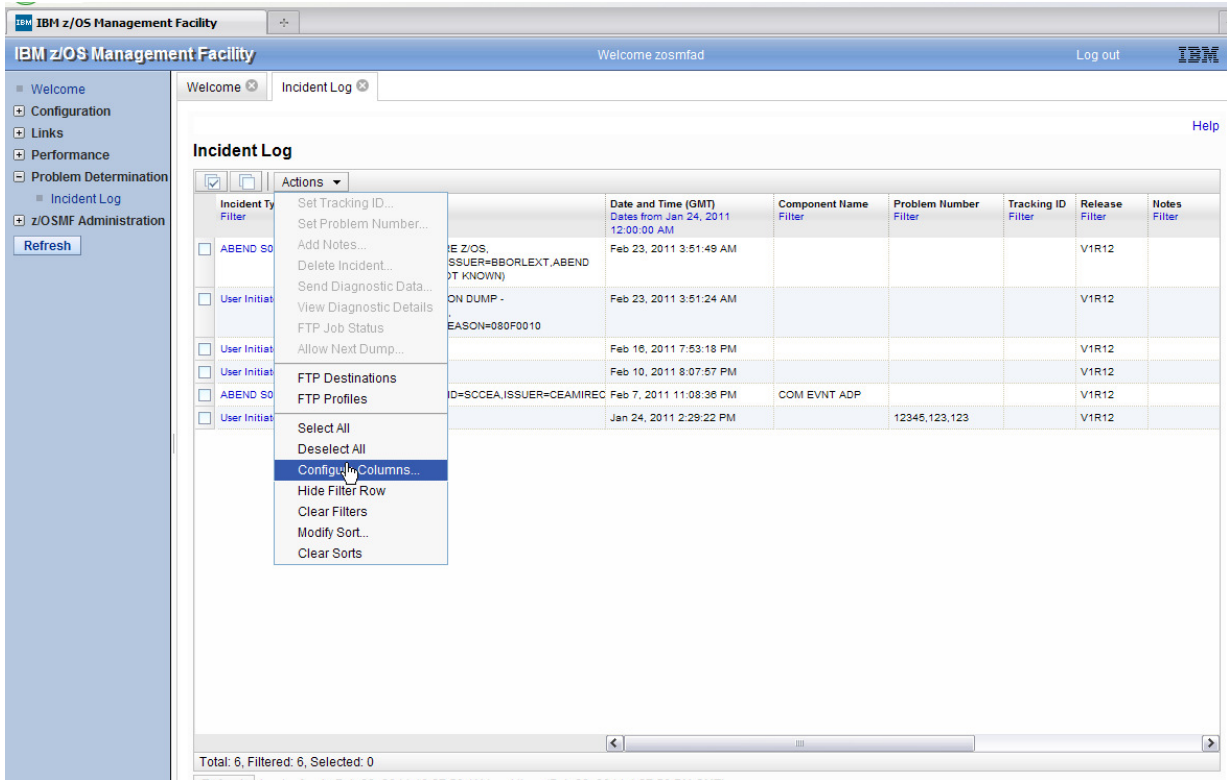 IBM z/OS Management Facility
IBM z/OS Management Facility
Welcome zosmfad
Log out
IBM
Welcome
Configuration
Links
Performance
Problem Determination
Incident Log
z/OSMF Administration
Refresh
Welcome
Incident Log
Help
Incident Log
Actions
Incident Ty
Filter
Date and Time (GMT)
Dates from Jan 24, 2011
12:00:00 AM
Component Name
Filter
Problem Number
Filter
Tracking ID
Filter
Release
Filter
Notes
Filter
Set Tracking ID...
Set Problem Number...
Add Notes...
Delete Incident...
Send Diagnostic Data...
View Diagnostic Details
FTP Job Status
Allow Next Dump...
FTP Destinations
FTP Profiles
Select All
Deselect All
Configure Columns...
Hide Filter Row
Clear Filters
Modify Sort...
Clear Sorts
ABEND S0
RE Z/OS,
SSUER=BBORLEXT,ABEND
OT KNOWN)
Feb 23, 2011 3:51:49 AM
V1R12
User Initiat
ON DUMP -
EASON=080F0010
Feb 23, 2011 3:51:24 AM
V1R12
User Initiat
Feb 16, 2011 7:53:18 PM
V1R12
User Initiat
Feb 10, 2011 8:07:57 PM
V1R12
ABEND S0
ID=SCCEA,ISSUER=CEAMIREC
Feb 7, 2011 11:08:36 PM
COM EVNT ADP
V1R12
User Initiat
Jan 24, 2011 2:29:22 PM
12345,123,123
V1R12
Total: 6, Filtered: 6, Selected: 0